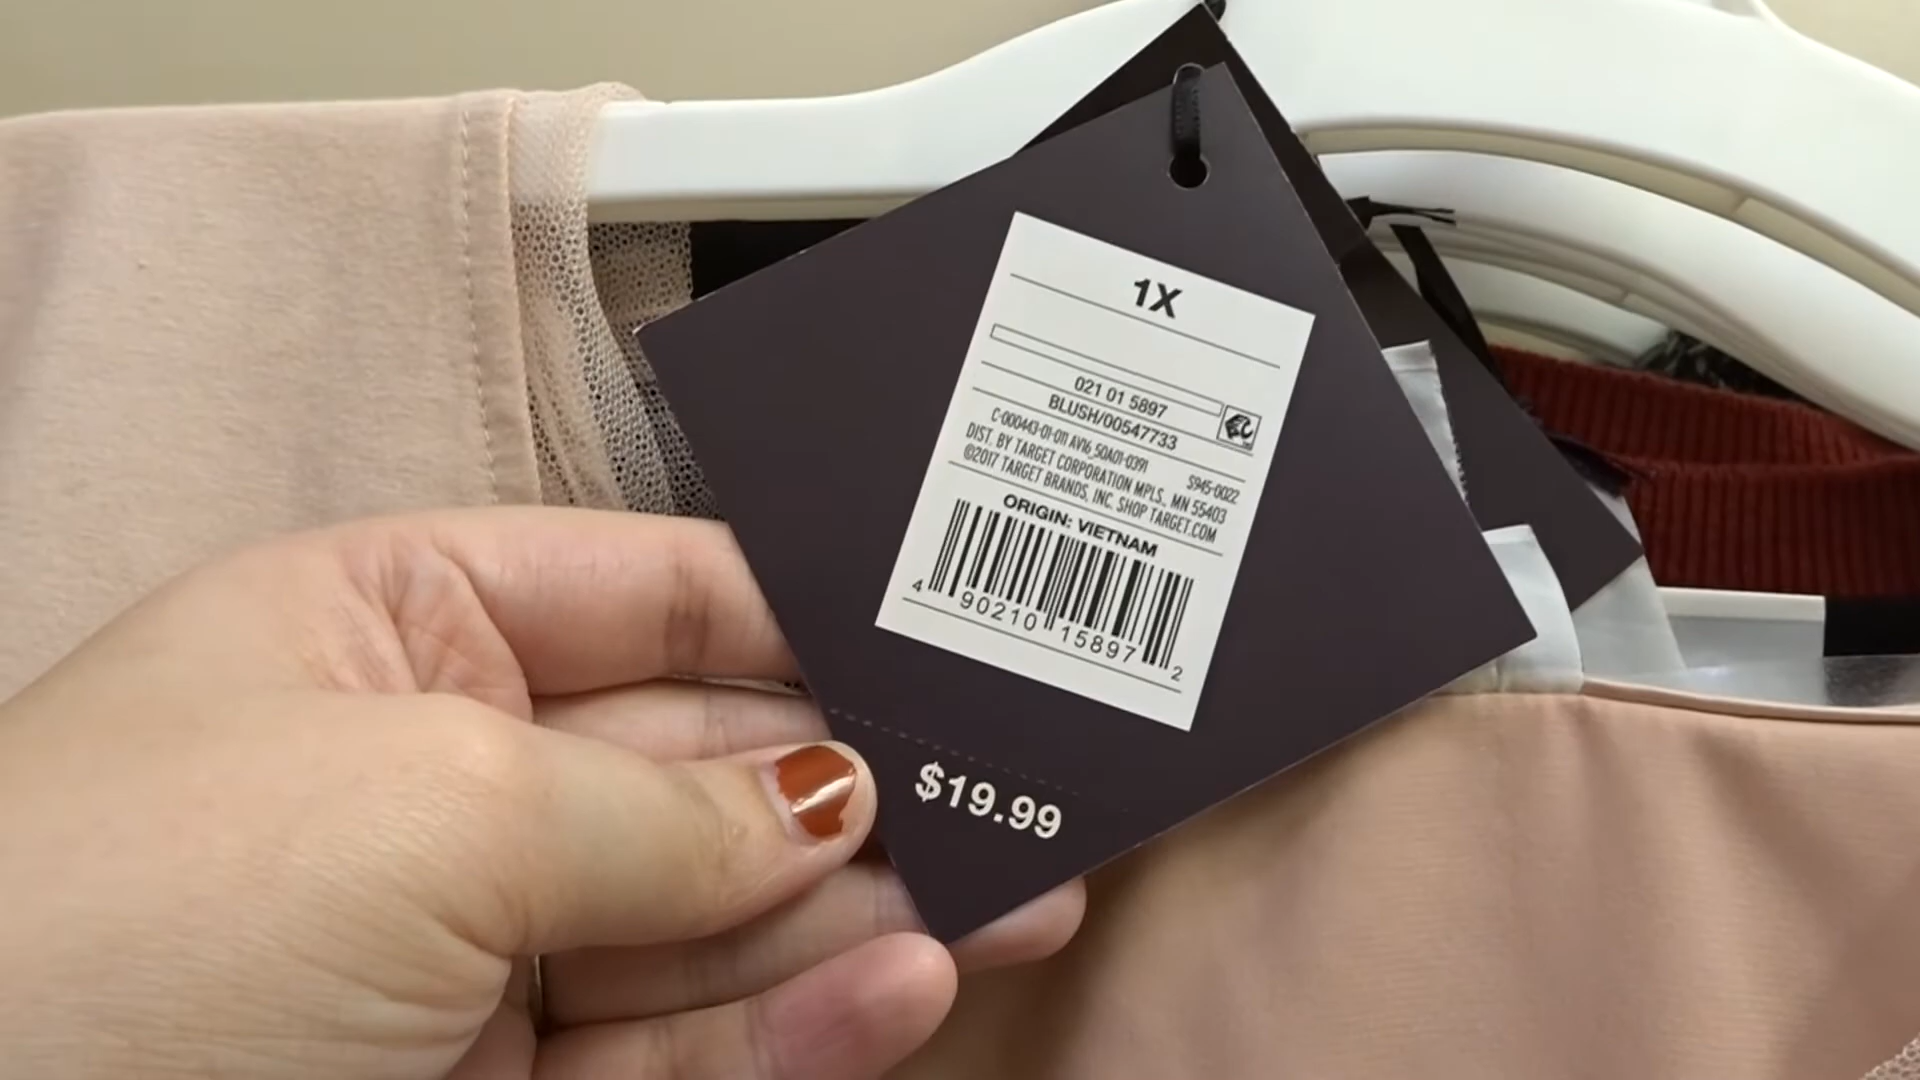 1X
021 01 5897
BLUSH/00547733
C-000443-01-011 AV16_50A01-0391 S945-0022
DIST. BY TARGET CORPORATION MPLS, MN 55403
©2017 TARGET BRANDS, INC. SHOP TARGET.COM
ORIGIN: VIETNAM
4 90210 15897 2
$19.99